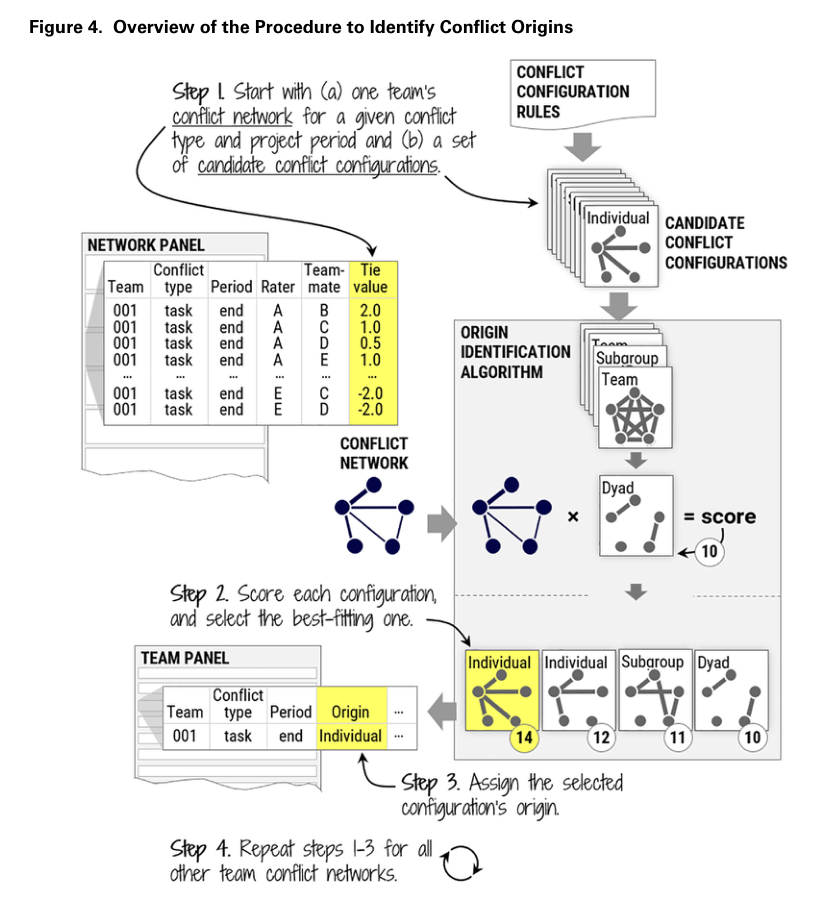 Figure 4. Overview of the Procedure to Identify Conflict Origins
Step 1. Start with (a) one team's
conflict network for a given conflict
type and project period and (b) a set
of candidate conflict configurations.
CONFLICT
CONFIGURATION
RULES
Individual
CANDIDATE
CONFLICT
CONFIGURATIONS
NETWORK PANEL
Team Conflict type Period Rater Team-mate Tie value
001 task end A B 2.0
001 task end A C 1.0
001 task end A D 0.5
001 task end A E 1.0
... ... ... ... ... ...
001 task end E C -2.0
001 task end E D -2.0
ORIGIN
IDENTIFICATION
ALGORITHM
Team
Subgroup
Team
CONFLICT
NETWORK
× Dyad = score
10
Step 2. Score each configuration,
and select the best-fitting one.
Individual Individual Subgroup Dyad
14 12 11 10
TEAM PANEL
Team Conflict type Period Origin ...
001 task end Individual ...
Step 3. Assign the selected
configuration's origin.
Step 4. Repeat steps 1-3 for all
other team conflict networks.